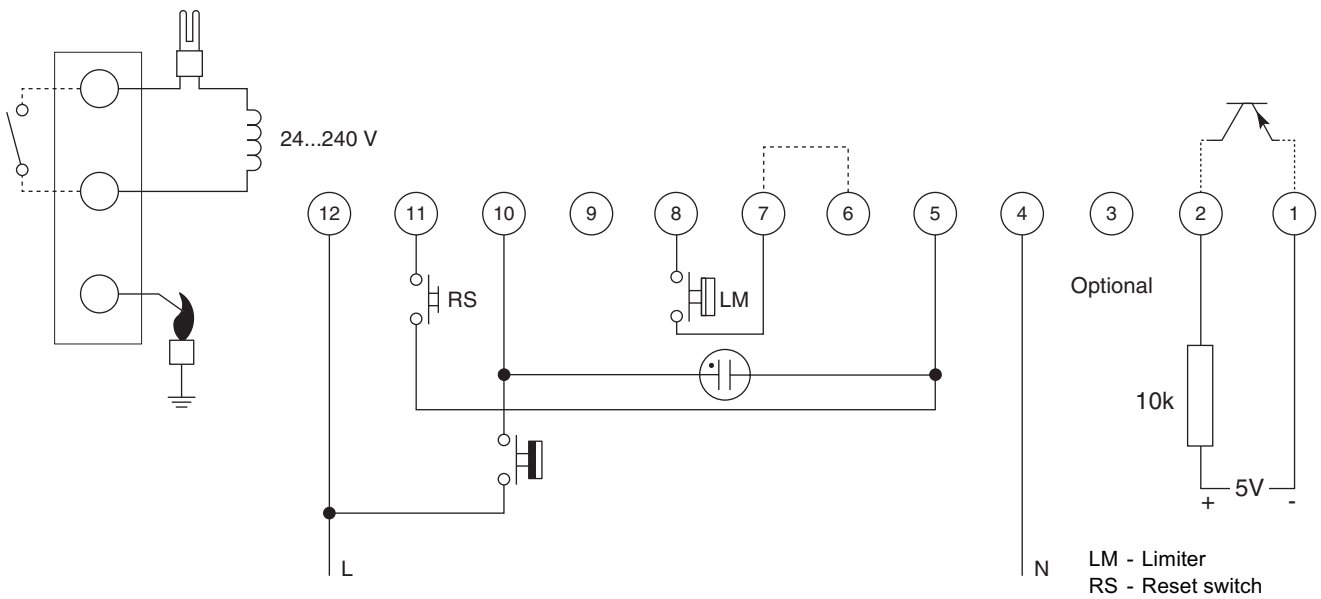 24...240 V
12 11 10 9 8 7 6 5 4 3 2 1
RS
LM
Optional
10k
5V
+ -
L
N
LM - Limiter
RS - Reset switch